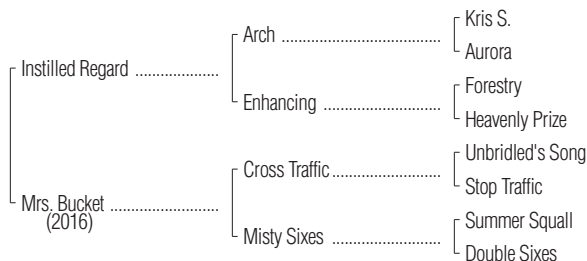 Kris S.
Arch ........................................
Aurora
Instilled Regard ......................
Forestry
Enhancing ....................................
Heavenly Prize
Unbridled's Song
Cross Traffic ................................
Stop Traffic
Mrs. Bucket .............................
(2016)
Summer Squall
Misty Sixes ................................
Double Sixes